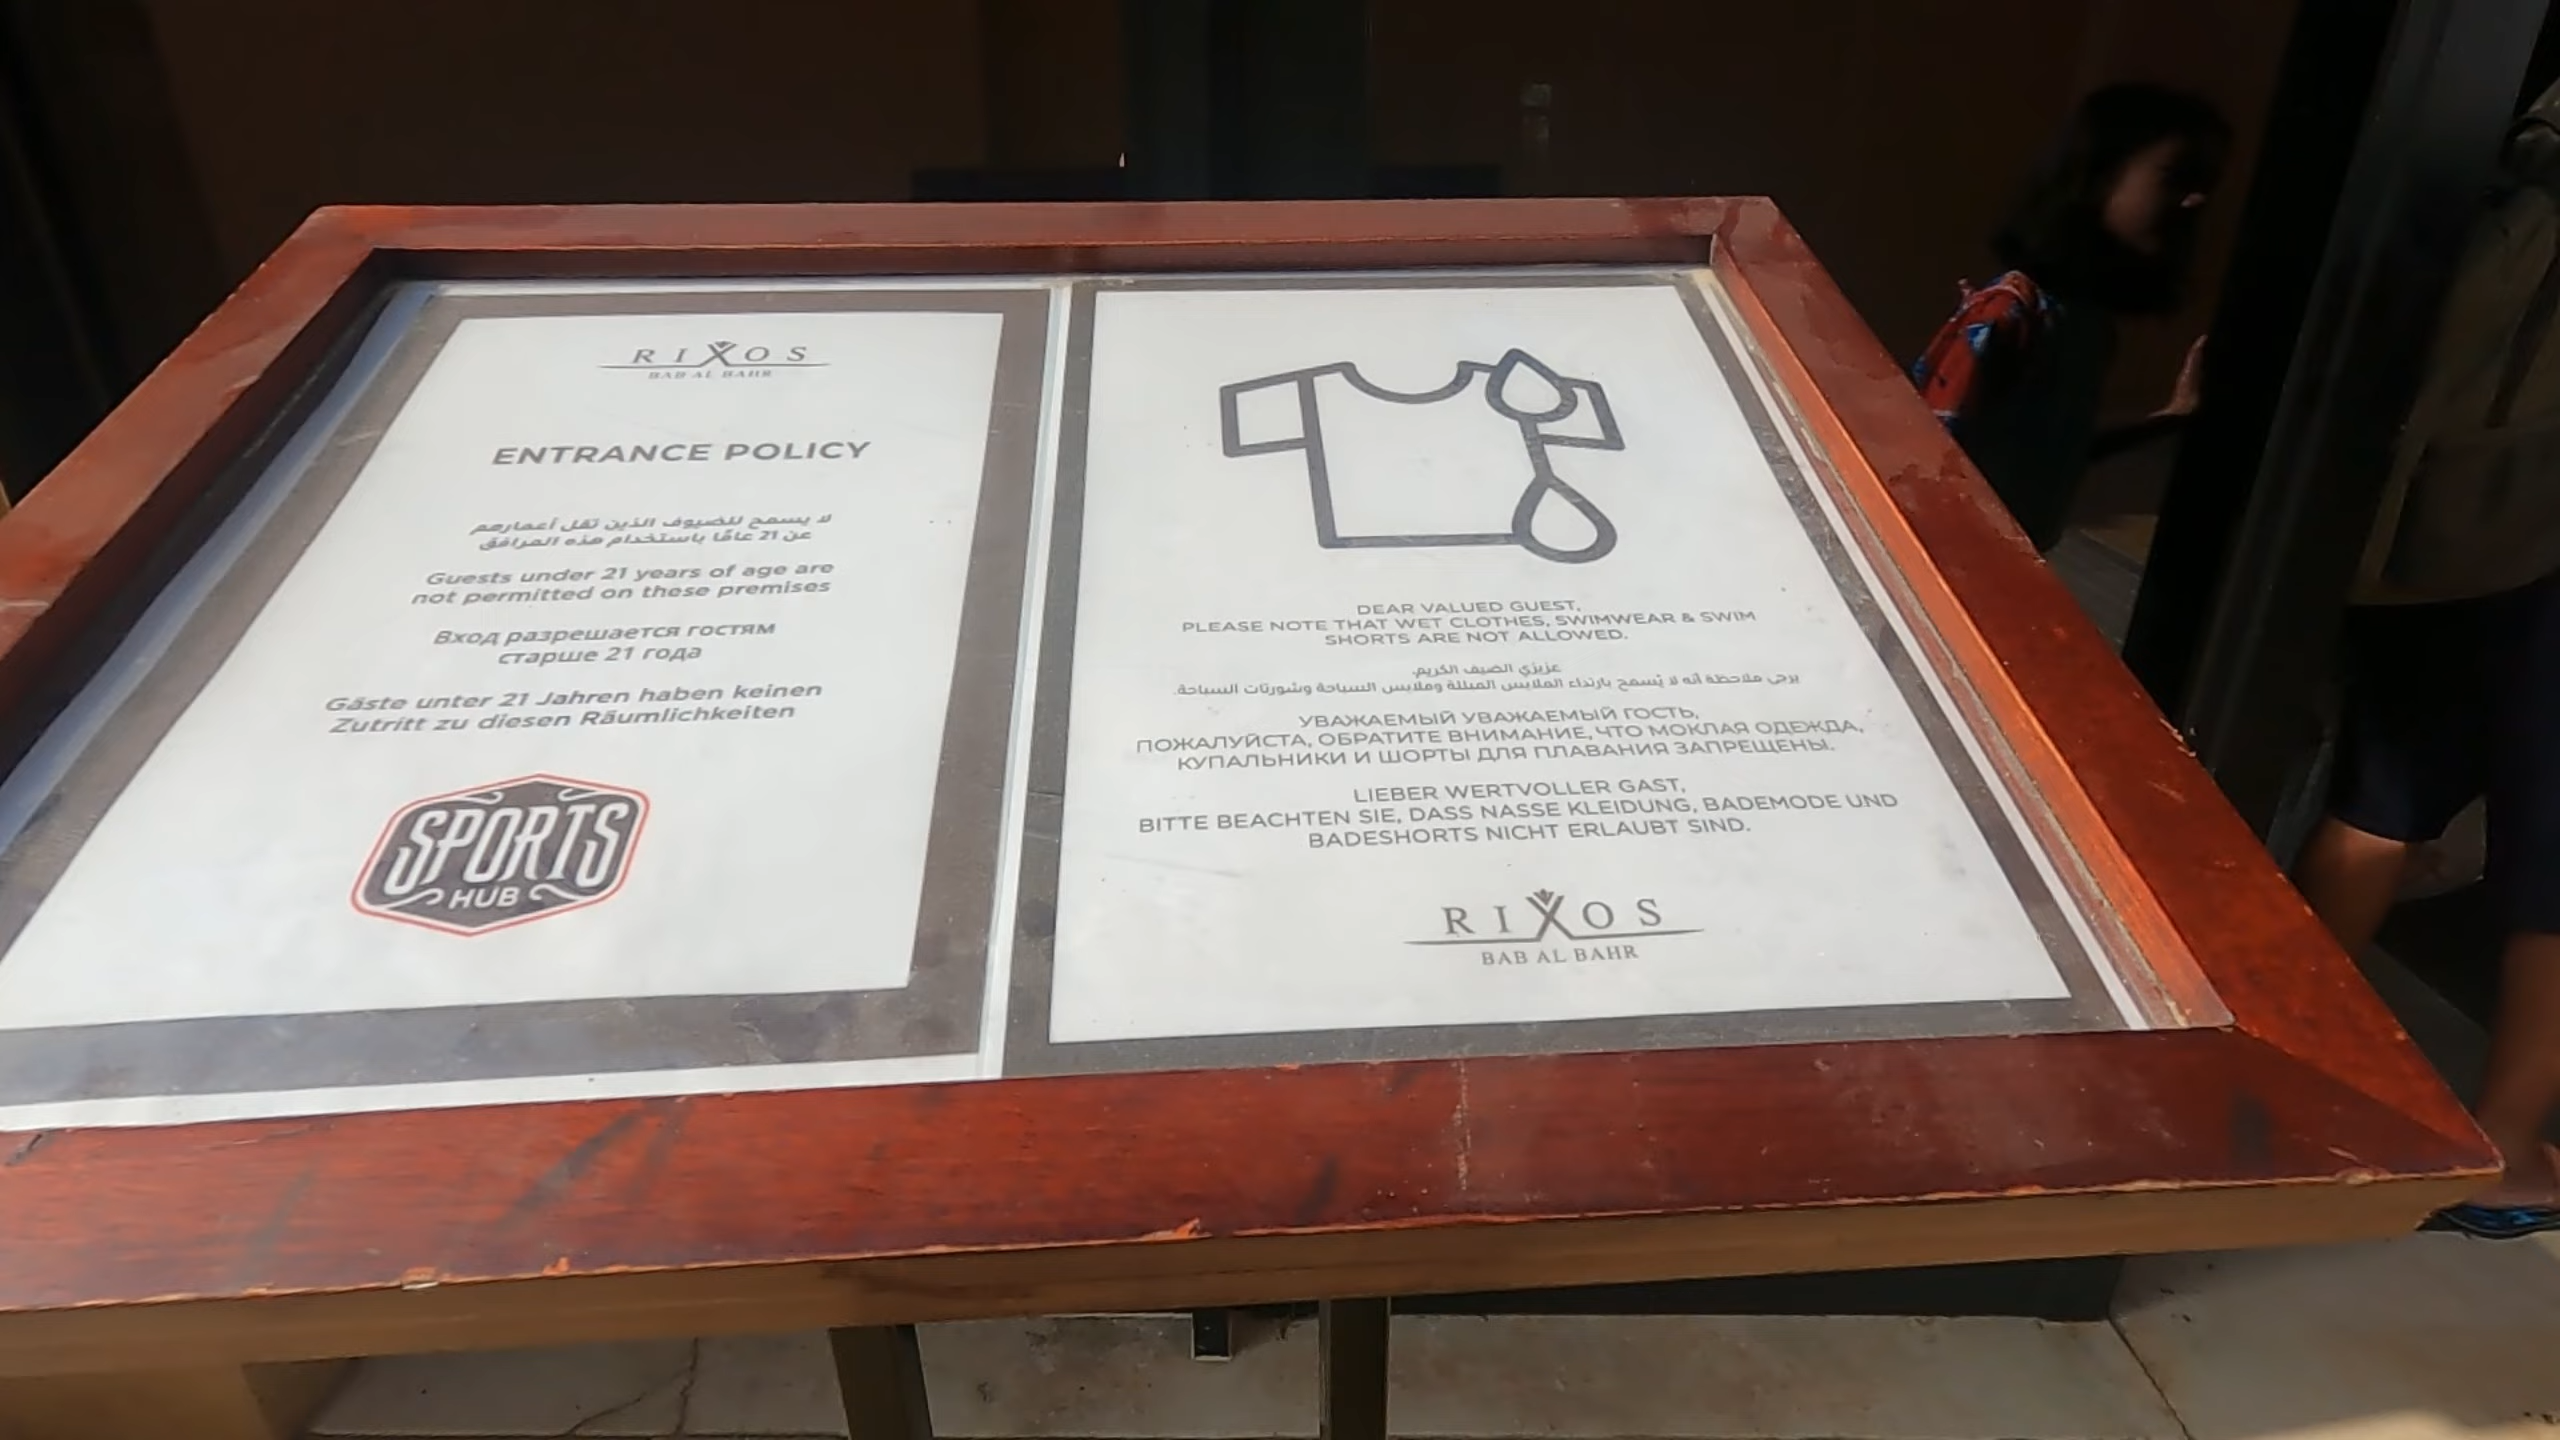 RIXOS
BAB AL BAHR
ENTRANCE POLICY
لا يسمح للضيوف الذين تقل أعمارهم
عن 21 عامًا باستخدام هذه المرافق
Guests under 21 years of age are
not permitted on these premises
Вход разрешается гостям
старше 21 года
Gäste unter 21 Jahren haben keinen
Zutritt zu diesen Räumlichkeiten
SPORTS
HUB
DEAR VALUED GUEST,
PLEASE NOTE THAT WET CLOTHES, SWIMWEAR & SWIM
SHORTS ARE NOT ALLOWED.
عزيزي الضيف الكريم،
يرجى ملاحظة أنه لا يُسمح بارتداء الملابس المبللة وملابس السباحة وشورتات السباحة.
УВАЖАЕМЫЙ УВАЖАЕМЫЙ ГОСТЬ,
ПОЖАЛУЙСТА, ОБРАТИТЕ ВНИМАНИЕ, ЧТО МОКЛАЯ ОДЕЖДА,
КУПАЛЬНИКИ И ШОРТЫ ДЛЯ ПЛАВАНИЯ ЗАПРЕЩЕНЫ.
LIEBER WERTVOLLER GAST,
BITTE BEACHTEN SIE, DASS NASSE KLEIDUNG, BADEMODE UND
BADESHORTS NICHT ERLAUBT SIND.
RIXOS
BAB AL BAHR